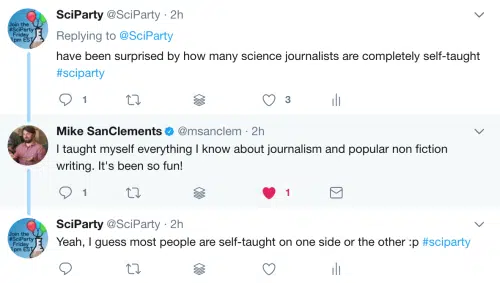 SciParty @SciParty · 2h
Replying to @SciParty
have been surprised by how many science journalists are completely self-taught
#sciparty
1 3
Mike SanClements @msanclem · 2h
I taught myself everything I know about journalism and popular non fiction
writing. It's been so fun!
1 1
SciParty @SciParty · 2h
Yeah, I guess most people are self-taught on one side or the other :p #sciparty